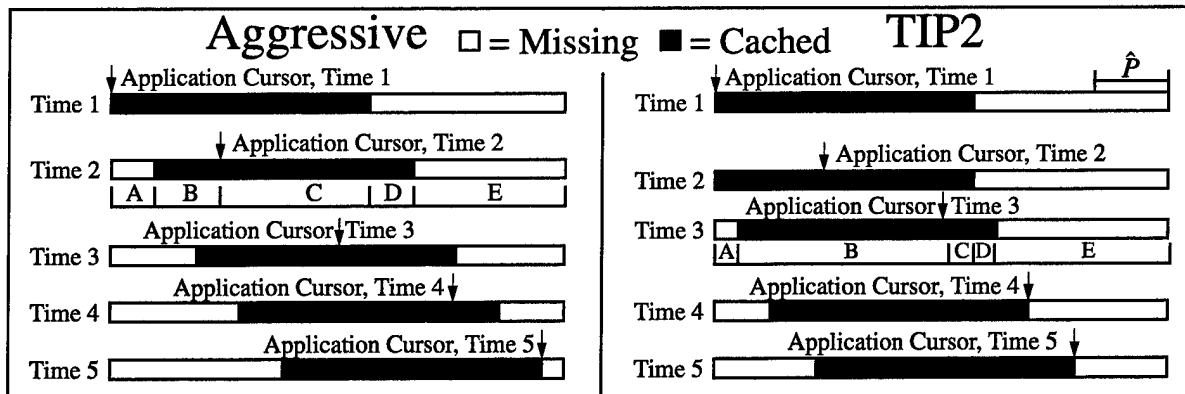 Aggressive □ = Missing ■ = Cached TIP2
Application Cursor, Time 1
Time 1
Application Cursor, Time 2
Time 2
A B C D E
Application Cursor Time 3
Time 3
Application Cursor, Time 4
Time 4
Application Cursor, Time 5
Time 5
P̂
Application Cursor, Time 1
Time 1
Application Cursor, Time 2
Time 2
Application Cursor Time 3
Time 3
A B C D E
Application Cursor, Time 4
Time 4
Application Cursor, Time 5
Time 5